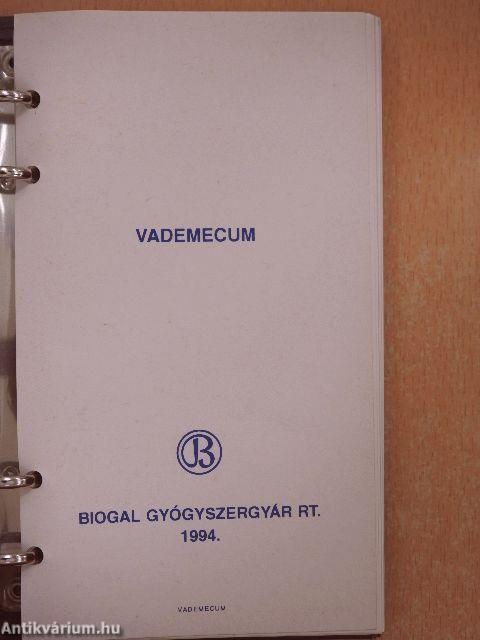 VADEMECUM
B
BIOGAL GYÓGYSZERGYÁR RT.
1994.
VADEMECUM
Antikvárium.hu